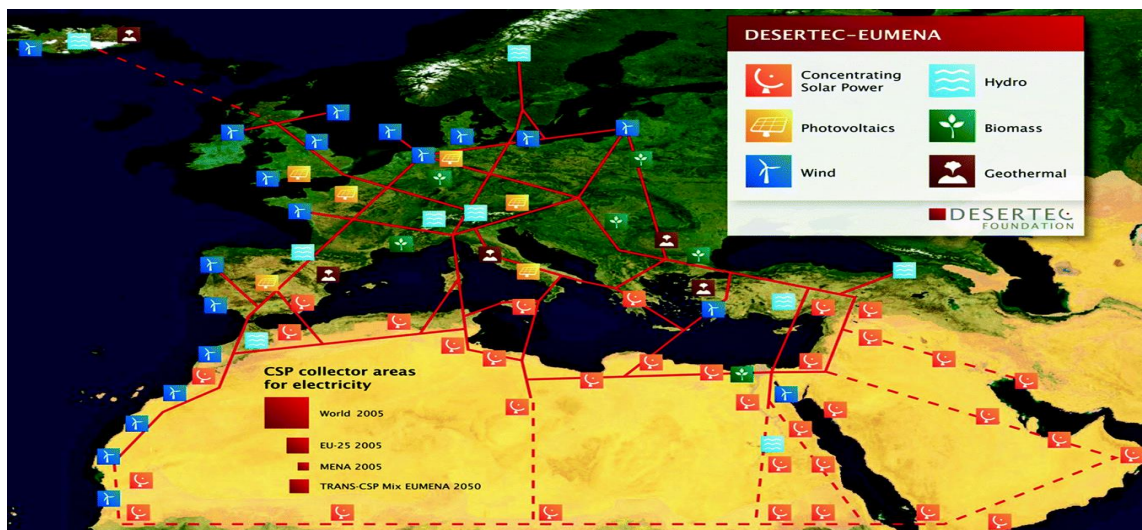 DESERTEC–EUMENA
Concentrating
Solar Power
Hydro
Photovoltaics
Biomass
Wind
Geothermal
DESERTEC
FOUNDATION
CSP collector areas
for electricity
World 2005
EU-25 2005
MENA 2005
TRANS-CSP Mix EUMENA 2050